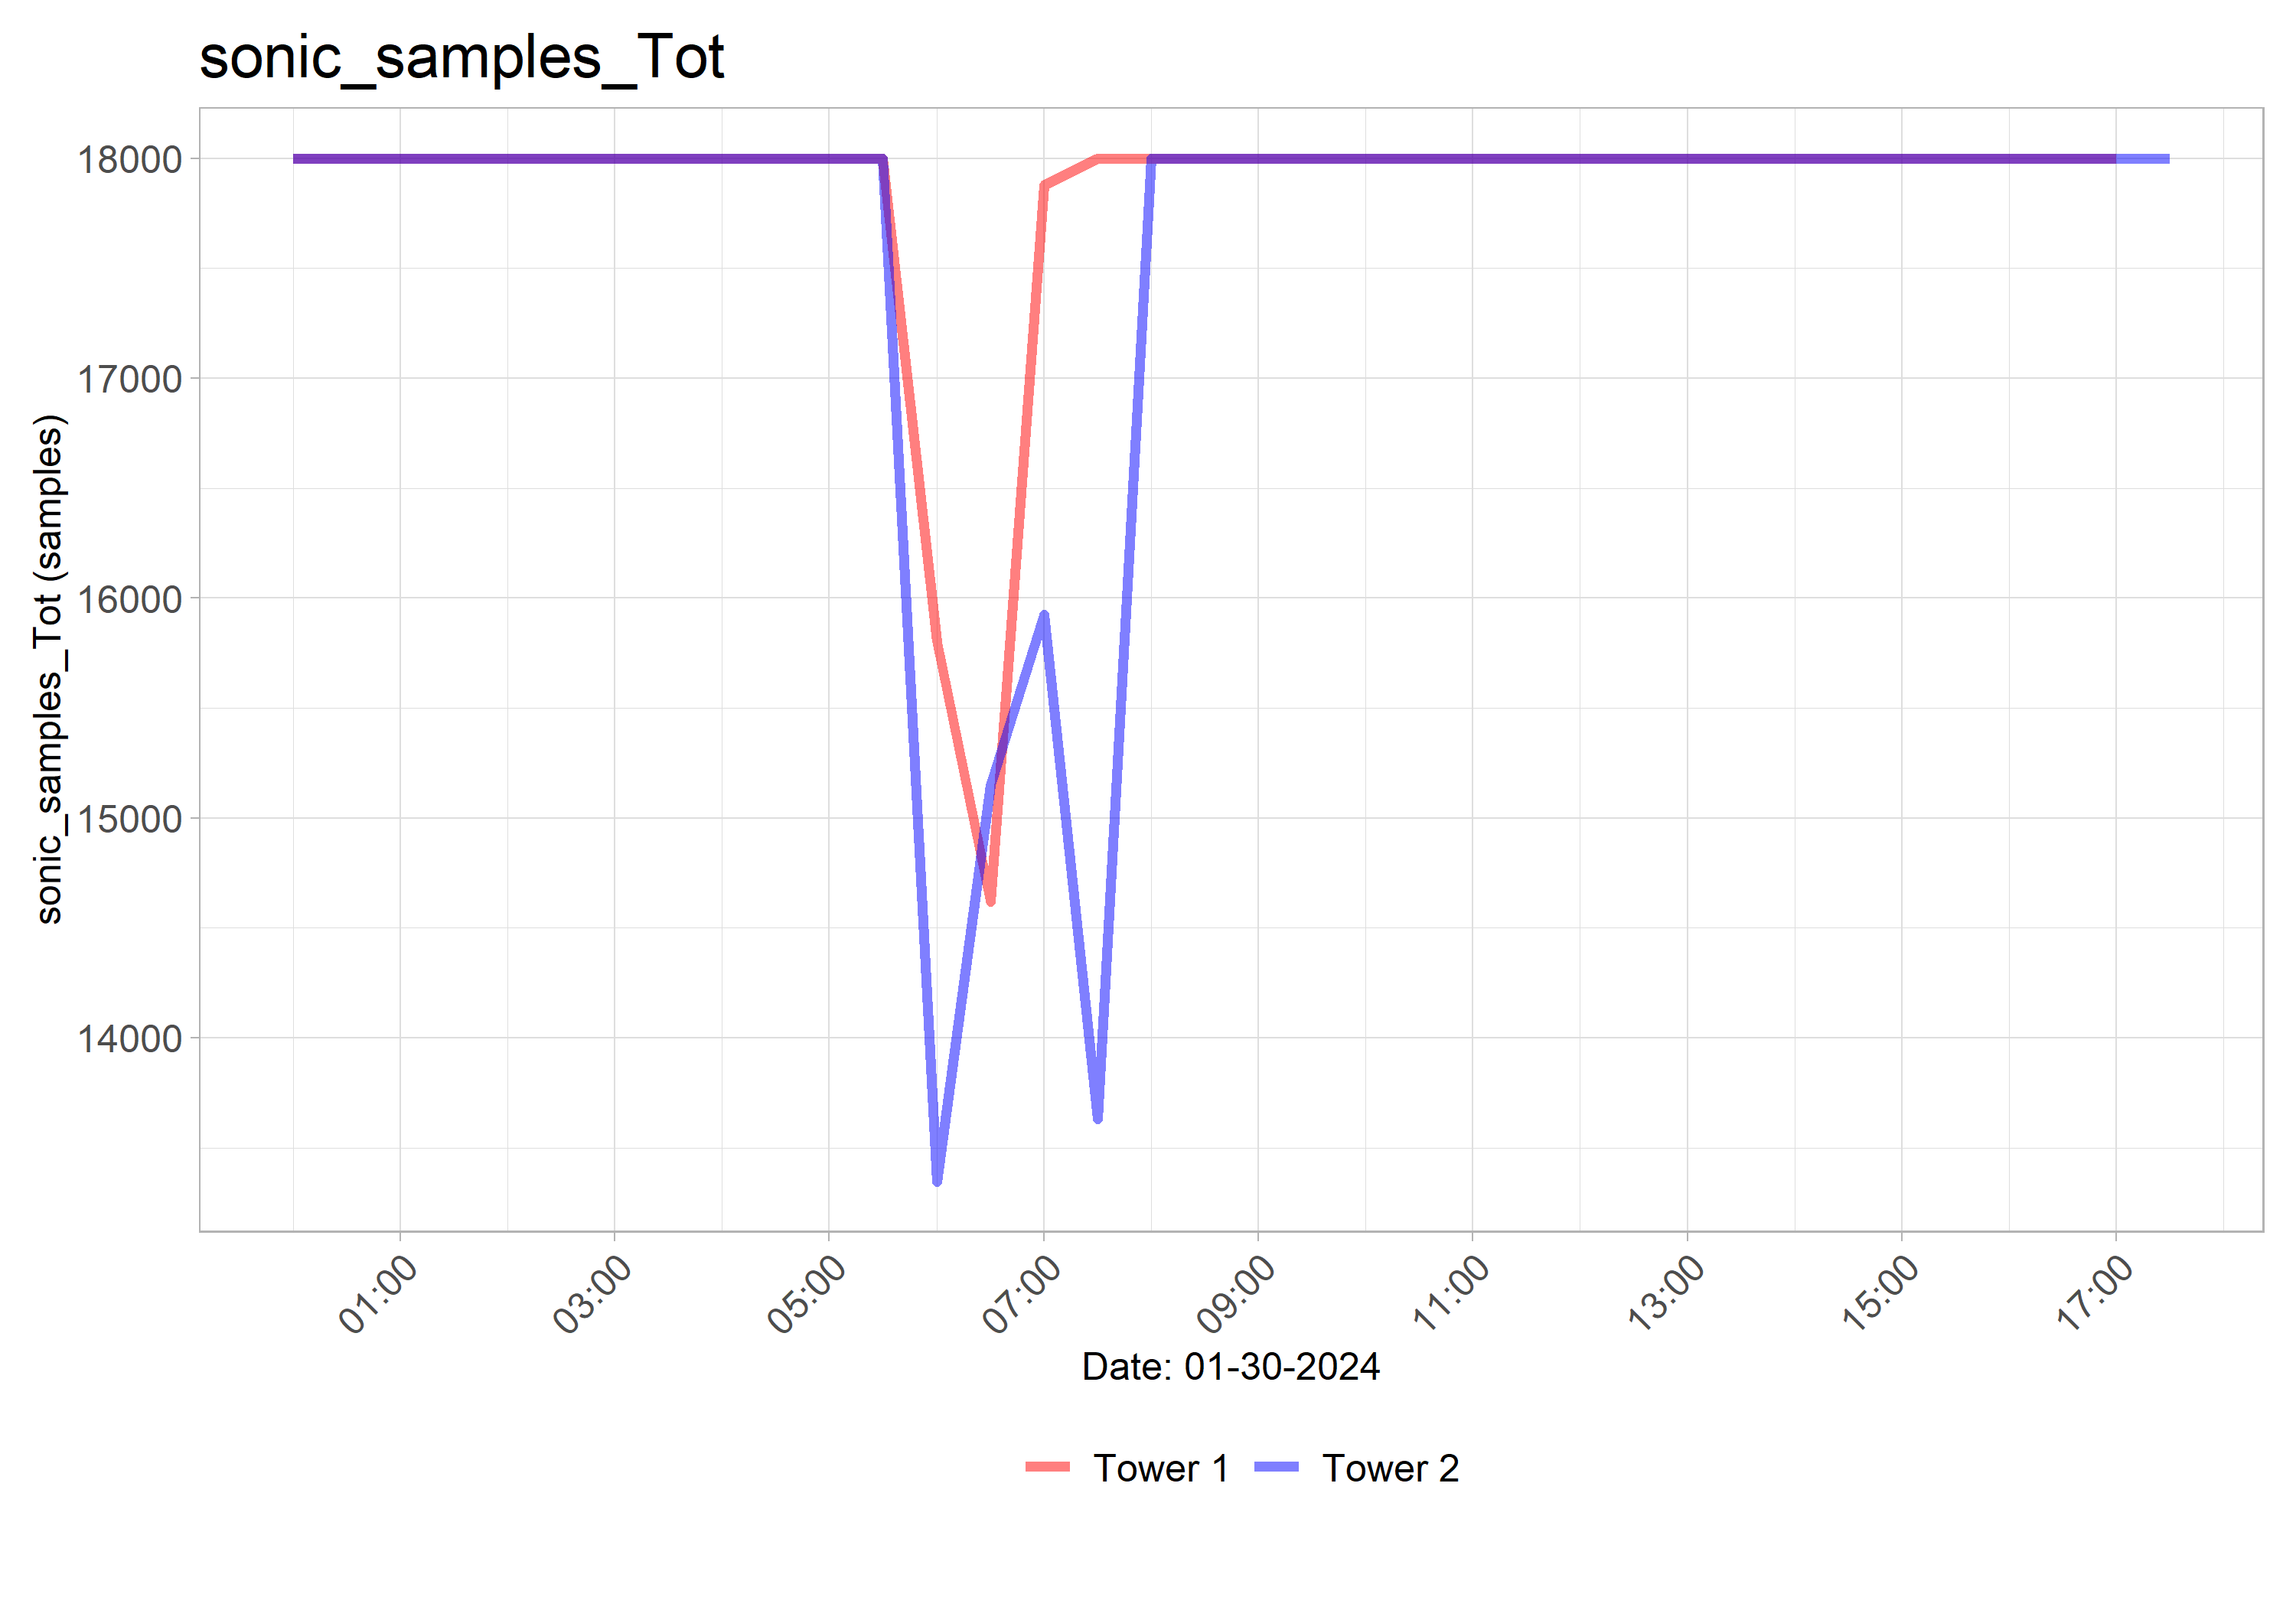 sonic_samples_Tot
sonic_samples_Tot (samples)
18000
17000
16000
15000
14000
01:00
03:00
05:00
07:00
09:00
11:00
13:00
15:00
17:00
Date: 01-30-2024
Tower 1
Tower 2